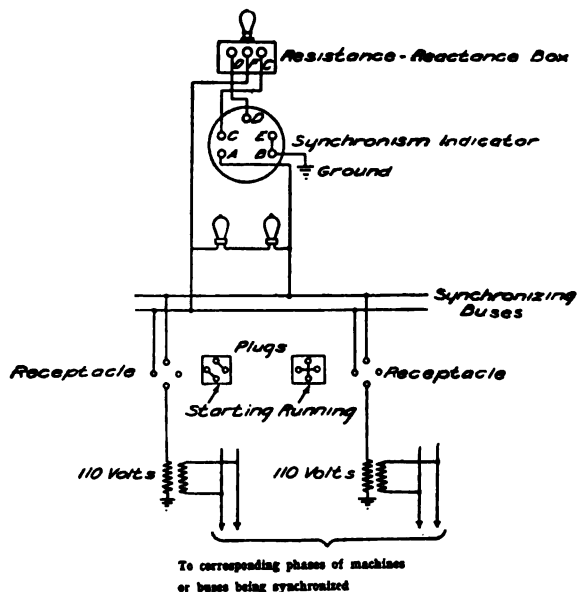 Resistance-Reactance Box
D F C
D
C E
A B
Synchronism Indicator
Ground
Synchronizing
Buses
Plugs
Receptacle
Receptacle
Starting Running
110 Volts
110 Volts
To corresponding phases of machines
or buses being synchronized